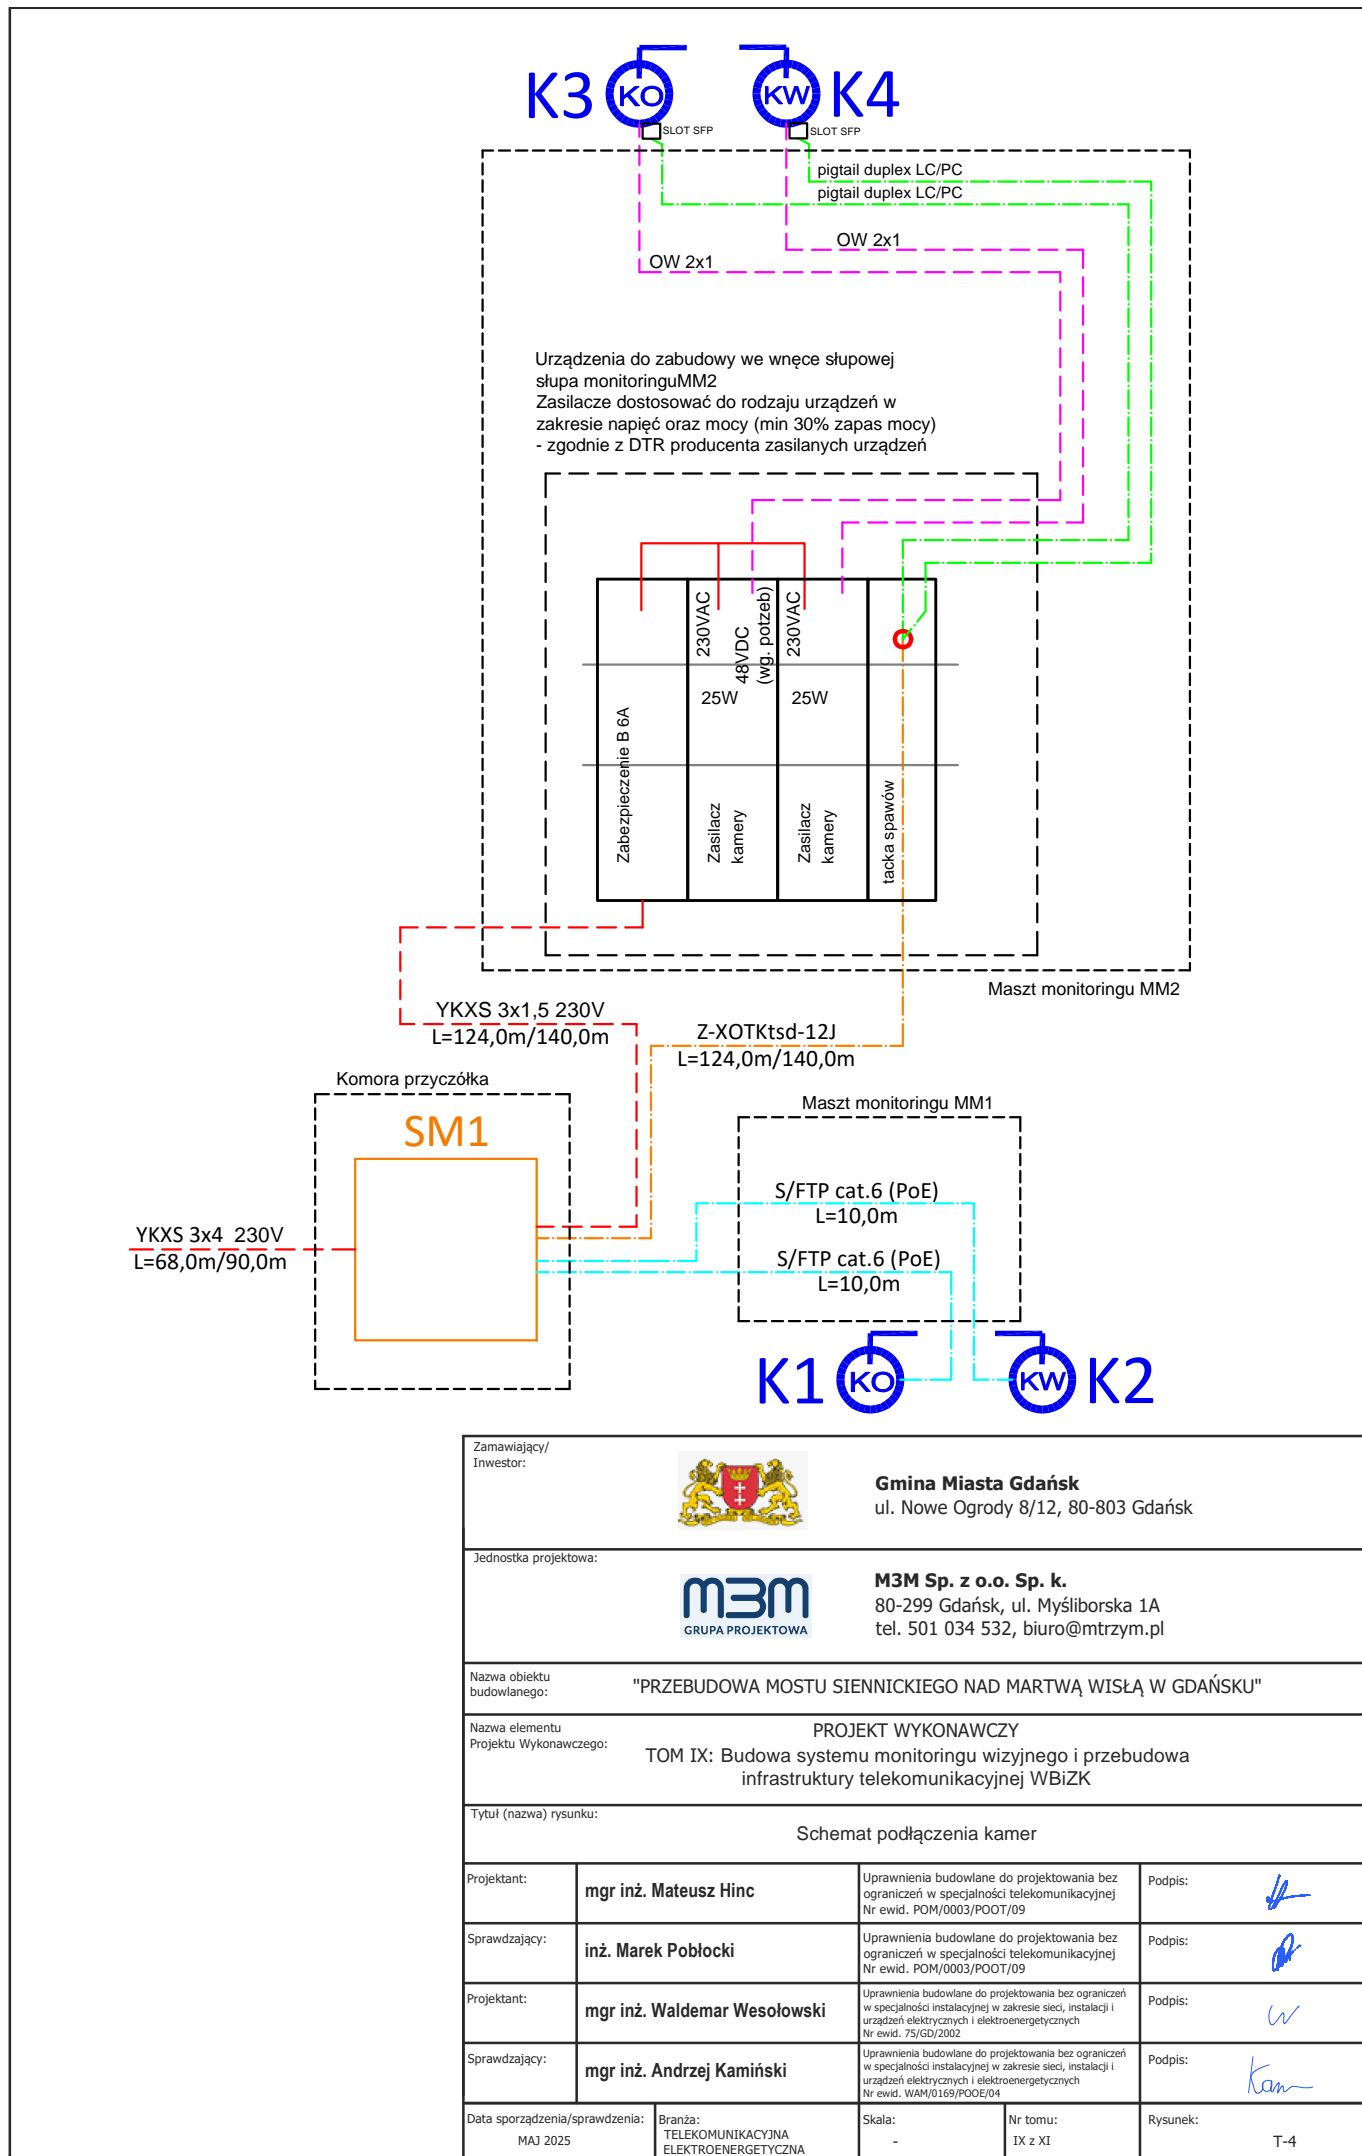 K3 KO KW K4
SLOT SFP SLOT SFP
pigtail duplex LC/PC
pigtail duplex LC/PC
OW 2x1
OW 2x1
Urządzenia do zabudowy we wnęce słupowej
słupa monitoringuMM2
Zasilacze dostosować do rodzaju urządzeń w
zakresie napięć oraz mocy (min 30% zapas mocy)
- zgodnie z DTR producenta zasilanych urządzeń
Zabezpieczenie B 6A
230VAC
48VDC
(wg. potzeb)
25W
Zasilacz
kamery
230VAC
25W
Zasilacz
kamery
tacka spawów
Maszt monitoringu MM2
YKXS 3x1,5 230V
L=124,0m/140,0m
Z-XOTKtsd-12J
L=124,0m/140,0m
Komora przyczółka
SM1
Maszt monitoringu MM1
S/FTP cat.6 (PoE)
L=10,0m
S/FTP cat.6 (PoE)
L=10,0m
YKXS 3x4 230V
L=68,0m/90,0m
K1 KO KW K2
Zamawiający/
Inwestor:
Gmina Miasta Gdańsk
ul. Nowe Ogrody 8/12, 80-803 Gdańsk
Jednostka projektowa:
M3M
GRUPA PROJEKTOWA
M3M Sp. z o.o. Sp. k.
80-299 Gdańsk, ul. Myśliborska 1A
tel. 501 034 532, biuro@mtrzym.pl
Nazwa obiektu
budowlanego:
"PRZEBUDOWA MOSTU SIENNICKIEGO NAD MARTWĄ WISŁĄ W GDAŃSKU"
Nazwa elementu
Projektu Wykonawczego:
PROJEKT WYKONAWCZY
TOM IX: Budowa systemu monitoringu wizyjnego i przebudowa
infrastruktury telekomunikacyjnej WBiZK
Tytuł (nazwa) rysunku:
Schemat podłączenia kamer
Projektant:
mgr inż. Mateusz Hinc
Uprawnienia budowlane do projektowania bez
ograniczeń w specjalności telekomunikacyjnej
Nr ewid. POM/0003/POOT/09
Podpis:
Sprawdzający:
inż. Marek Pobłocki
Uprawnienia budowlane do projektowania bez
ograniczeń w specjalności telekomunikacyjnej
Nr ewid. POM/0003/POOT/09
Podpis:
Projektant:
mgr inż. Waldemar Wesołowski
Uprawnienia budowlane do projektowania bez ograniczeń
w specjalności instalacyjnej w zakresie sieci, instalacji i
urządzeń elektrycznych i elektroenergetycznych
Nr ewid. 75/GD/2002
Podpis:
Sprawdzający:
mgr inż. Andrzej Kamiński
Uprawnienia budowlane do projektowania bez ograniczeń
w specjalności instalacyjnej w zakresie sieci, instalacji i
urządzeń elektrycznych i elektroenergetycznych
Nr ewid. WAM/0169/POOE/04
Podpis:
Kam
Data sporządzenia/sprawdzenia:
MAJ 2025
Branża:
TELEKOMUNIKACYJNA
ELEKTROENERGETYCZNA
Skala:
-
Nr tomu:
IX z XI
Rysunek:
T-4